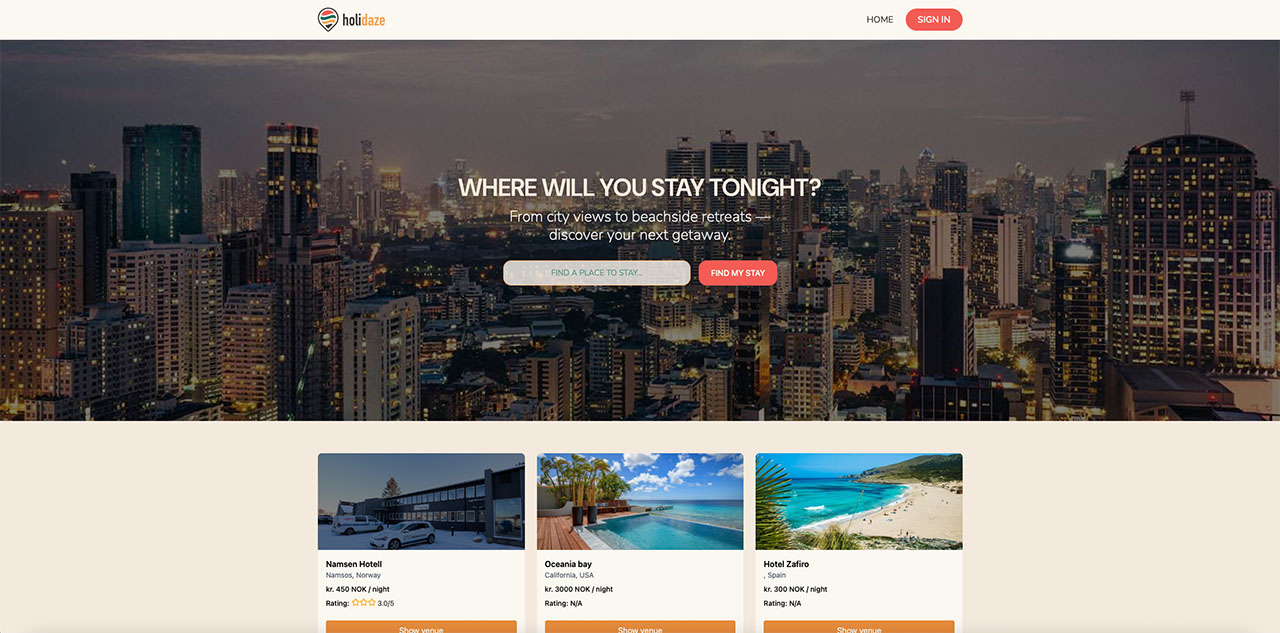 holidaze
HOME
SIGN IN
WHERE WILL YOU STAY TONIGHT?
From city views to beachside retreats —
discover your next getaway.
FIND A PLACE TO STAY...
FIND MY STAY
Namsen Hotell
Namsos, Norway
kr. 450 NOK / night
Rating: 3.0/5
Show venue
Oceania bay
California, USA
kr. 3000 NOK / night
Rating: N/A
Show venue
Hotel Zafiro
, Spain
kr. 300 NOK / night
Rating: N/A
Show venue